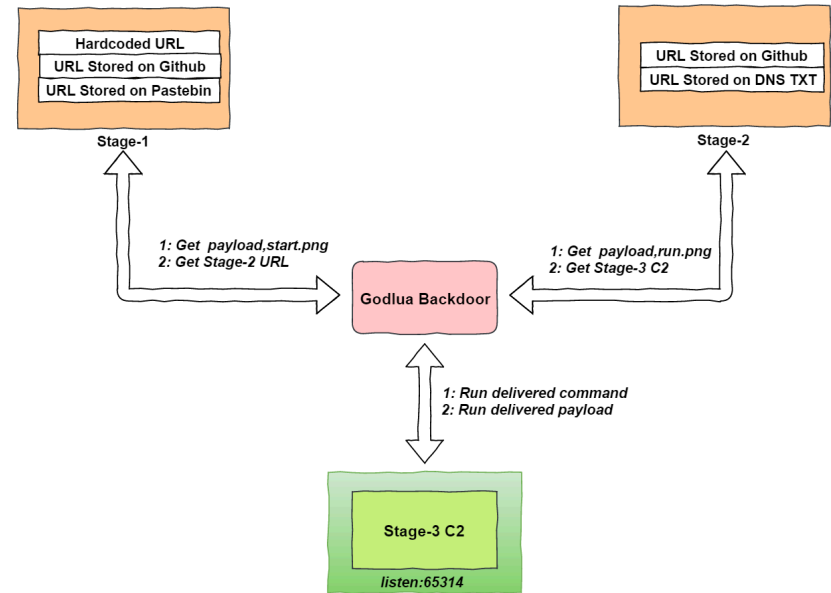 Hardcoded URL
URL Stored on Github
URL Stored on Pastebin
Stage-1
URL Stored on Github
URL Stored on DNS TXT
Stage-2
1: Get payload,start.png
2: Get Stage-2 URL
1: Get payload,run.png
2: Get Stage-3 C2
Godlua Backdoor
1: Run delivered command
2: Run delivered payload
Stage-3 C2
listen:65314